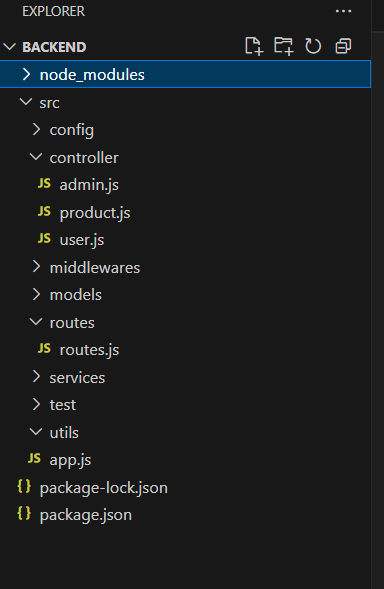 EXPLORER
BACKEND
node_modules
src
config
controller
JS admin.js
JS product.js
JS user.js
middlewares
models
routes
JS routes.js
services
test
utils
JS app.js
{ } package-lock.json
{ } package.json